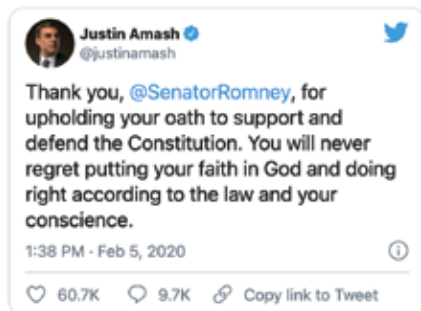 Justin Amash
@justinamash
Thank you, @SenatorRomney, for
upholding your oath to support and
defend the Constitution. You will never
regret putting your faith in God and doing
right according to the law and your
conscience.
1:38 PM · Feb 5, 2020
60.7K 9.7K Copy link to Tweet